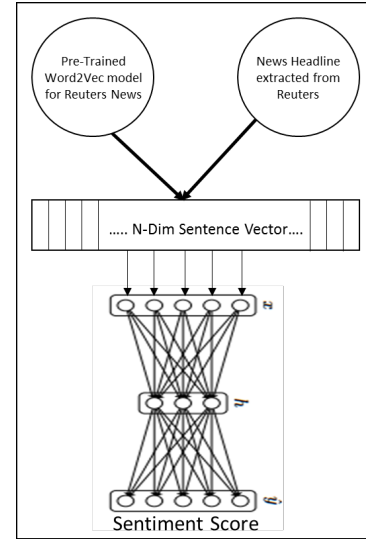 Pre-Trained
Word2Vec model
for Reuters News
News Headline
extracted from
Reuters
..... N-Dim Sentence Vector....
x
h
ŷ
Sentiment Score